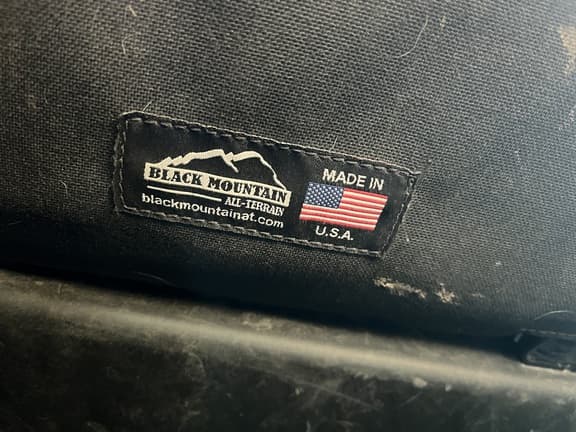 BLACK MOUNTAIN
ALL-TERRAIN
blackmountainat.com
MADE IN
U.S.A.